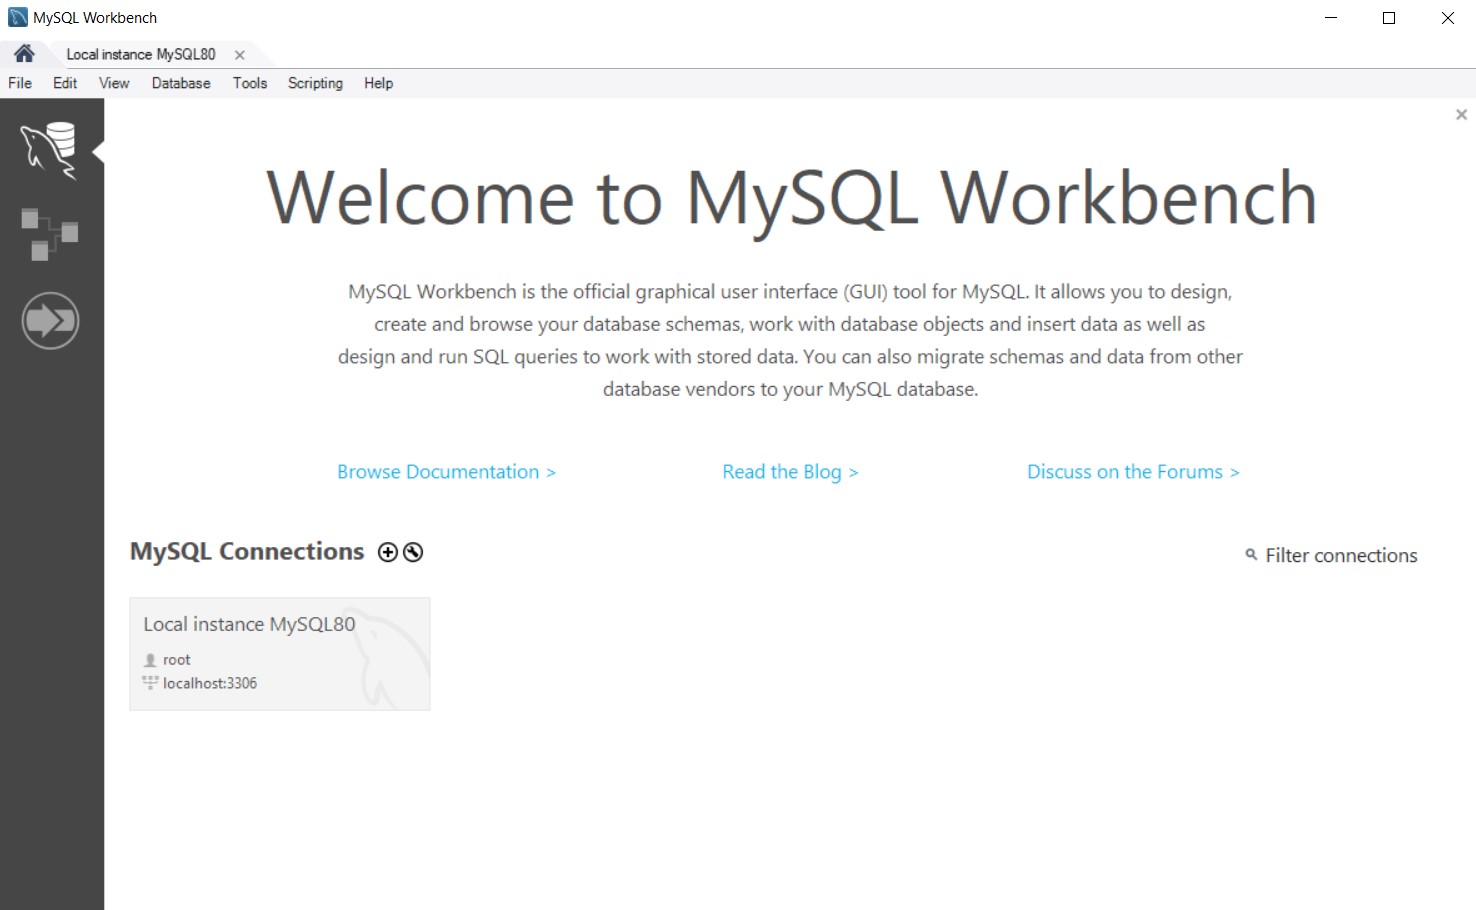 MySQL Workbench
Local instance MySQL80
File Edit View Database Tools Scripting Help
Welcome to MySQL Workbench
MySQL Workbench is the official graphical user interface (GUI) tool for MySQL. It allows you to design,
create and browse your database schemas, work with database objects and insert data as well as
design and run SQL queries to work with stored data. You can also migrate schemas and data from other
database vendors to your MySQL database.
Browse Documentation > Read the Blog > Discuss on the Forums >
MySQL Connections Filter connections
Local instance MySQL80
root
localhost:3306